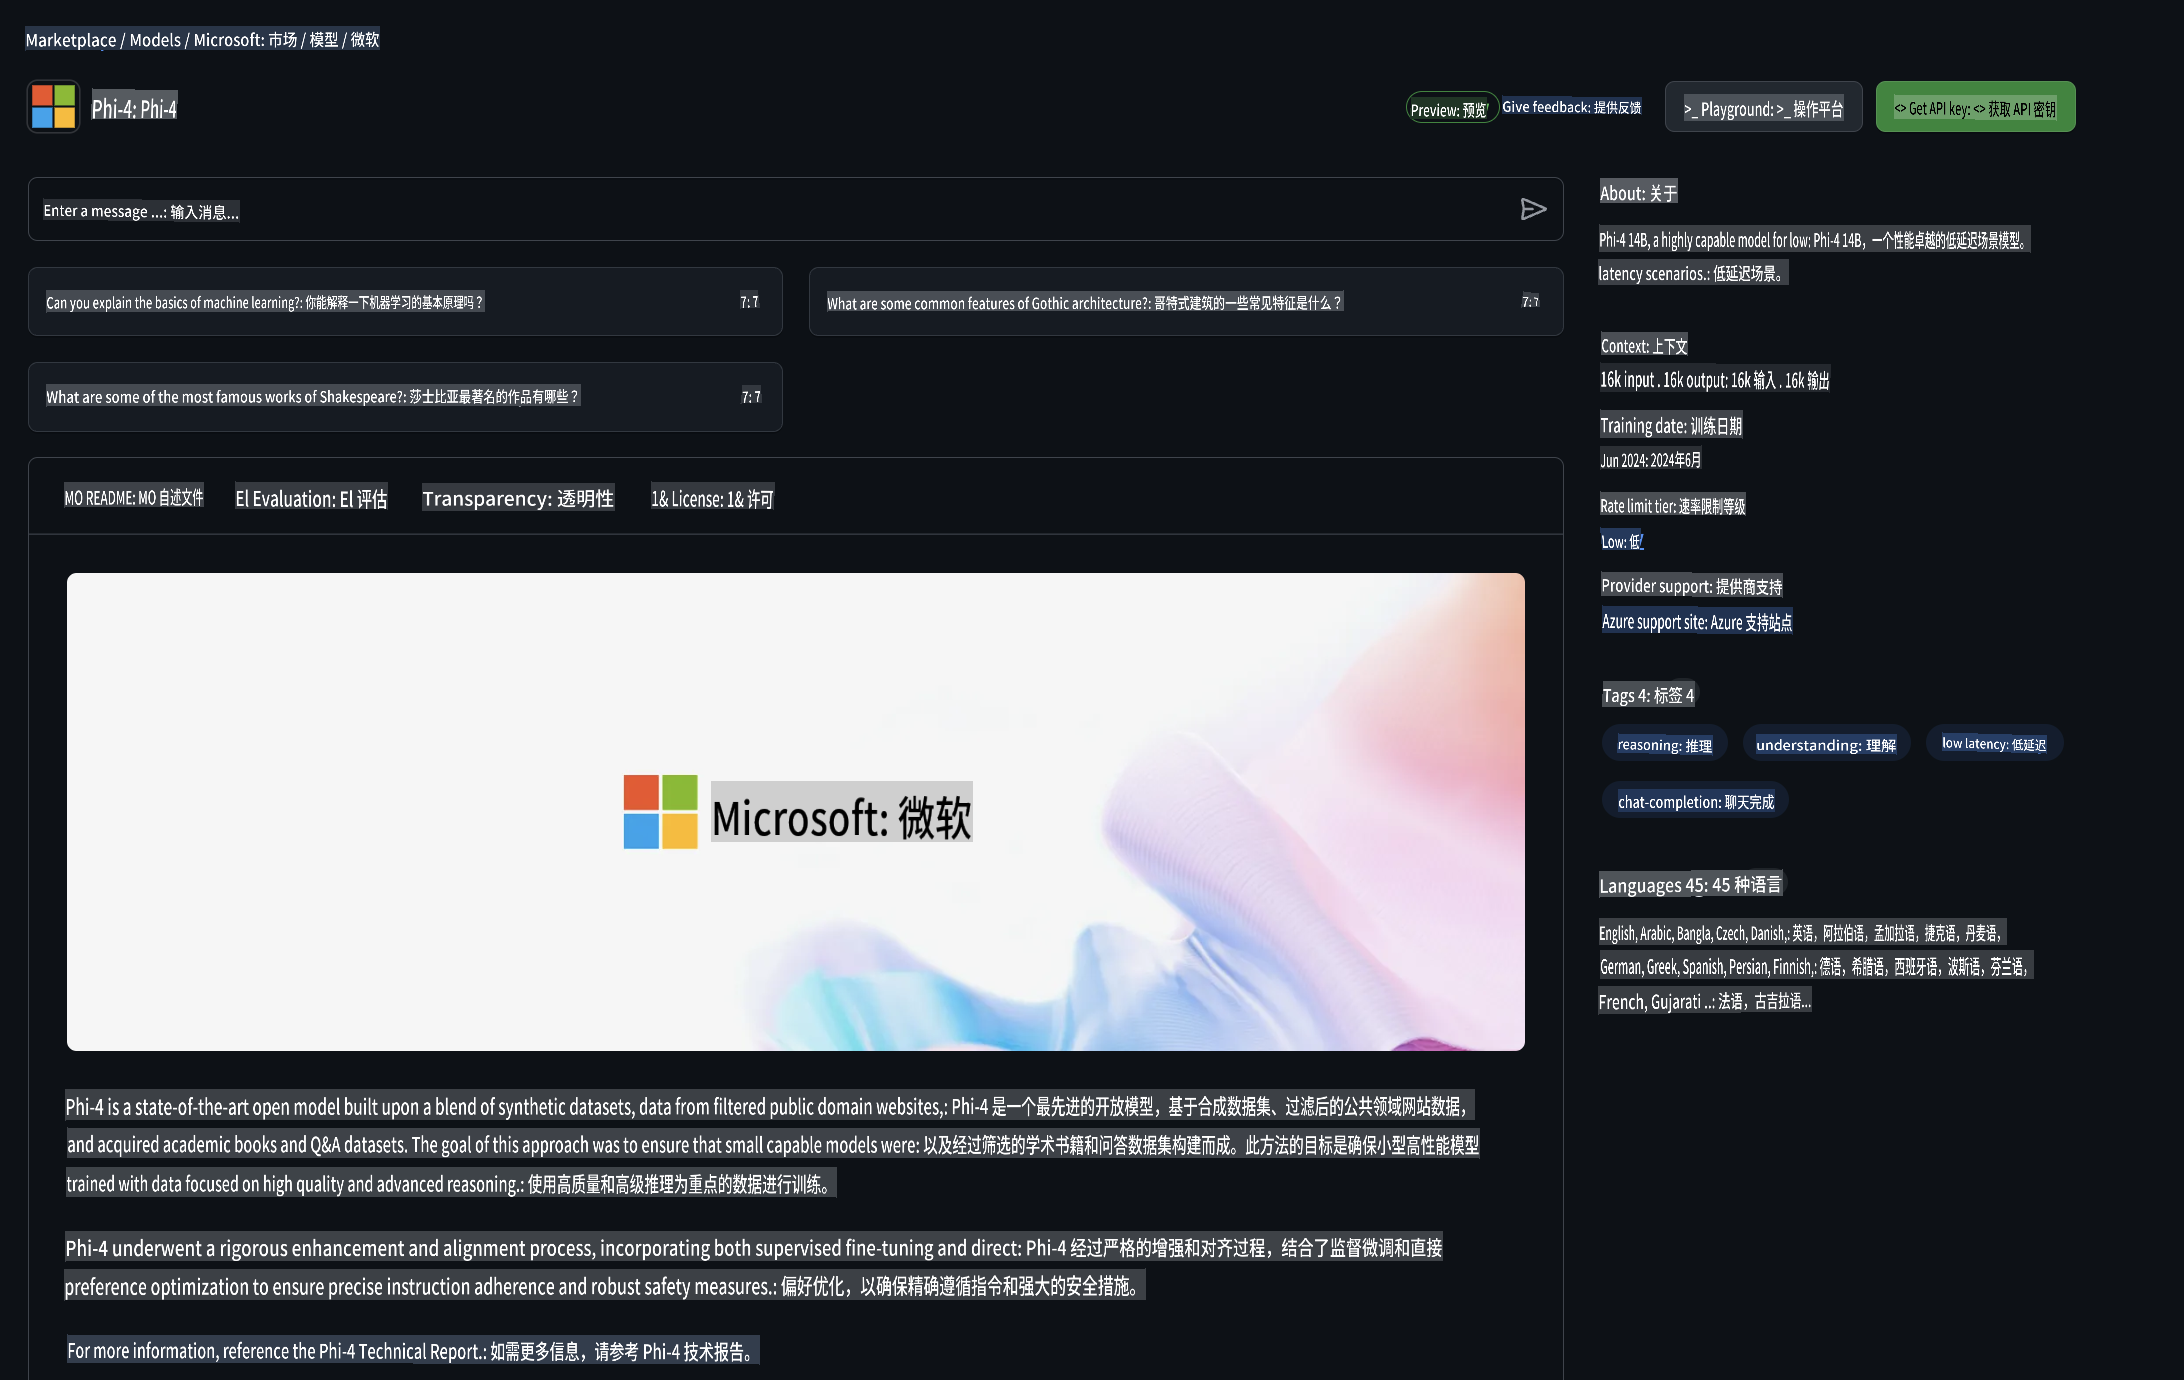 Marketplace / Models / Microsoft: 市场 / 模型 / 微软
Phi-4: Phi-4
Preview: 预览
Give feedback: 提供反馈
>_ Playground: >_ 操作平台
<> Get API key: <> 获取 API 密钥
Enter a message ...: 输入消息...
Can you explain the basics of machine learning?: 你能解释一下机器学习的基本原理吗？
7: 7
What are some common features of Gothic architecture?: 哥特式建筑的一些常见特征是什么？
7: 7
What are some of the most famous works of Shakespeare?: 莎士比亚最著名的作品有哪些？
7: 7
MO README: MO 自述文件
El Evaluation: El 评估
Transparency: 透明性
1& License: 1& 许可
Microsoft: 微软
Phi-4 is a state-of-the-art open model built upon a blend of synthetic datasets, data from filtered public domain websites,: Phi-4 是一个最先进的开放模型，基于合成数据集、过滤后的公共领域网站数据，
and acquired academic books and Q&A datasets. The goal of this approach was to ensure that small capable models were: 以及经过筛选的学术书籍和问答数据集构建而成。此方法的目标是确保小型高性能模型
trained with data focused on high quality and advanced reasoning.: 使用高质量和高级推理为重点的数据进行训练。
Phi-4 underwent a rigorous enhancement and alignment process, incorporating both supervised fine-tuning and direct: Phi-4 经过严格的增强和对齐过程，结合了监督微调和直接
preference optimization to ensure precise instruction adherence and robust safety measures.: 偏好优化，以确保精确遵循指令和强大的安全措施。
For more information, reference the Phi-4 Technical Report.: 如需更多信息，请参考 Phi-4 技术报告。
About: 关于
Phi-4 14B, a highly capable model for low: Phi-4 14B，一个性能卓越的低延迟场景模型。
latency scenarios.: 低延迟场景。
Context: 上下文
16k input . 16k output: 16k 输入 . 16k 输出
Training date: 训练日期
Jun 2024: 2024年6月
Rate limit tier: 速率限制等级
Low: 低
Provider support: 提供商支持
Azure support site: Azure 支持站点
Tags 4: 标签 4
reasoning: 推理
understanding: 理解
low latency: 低延迟
chat-completion: 聊天完成
Languages 45: 45 种语言
English, Arabic, Bangla, Czech, Danish,: 英语，阿拉伯语，孟加拉语，捷克语，丹麦语，
German, Greek, Spanish, Persian, Finnish,: 德语，希腊语，西班牙语，波斯语，芬兰语，
French, Gujarati ..: 法语，古吉拉语...